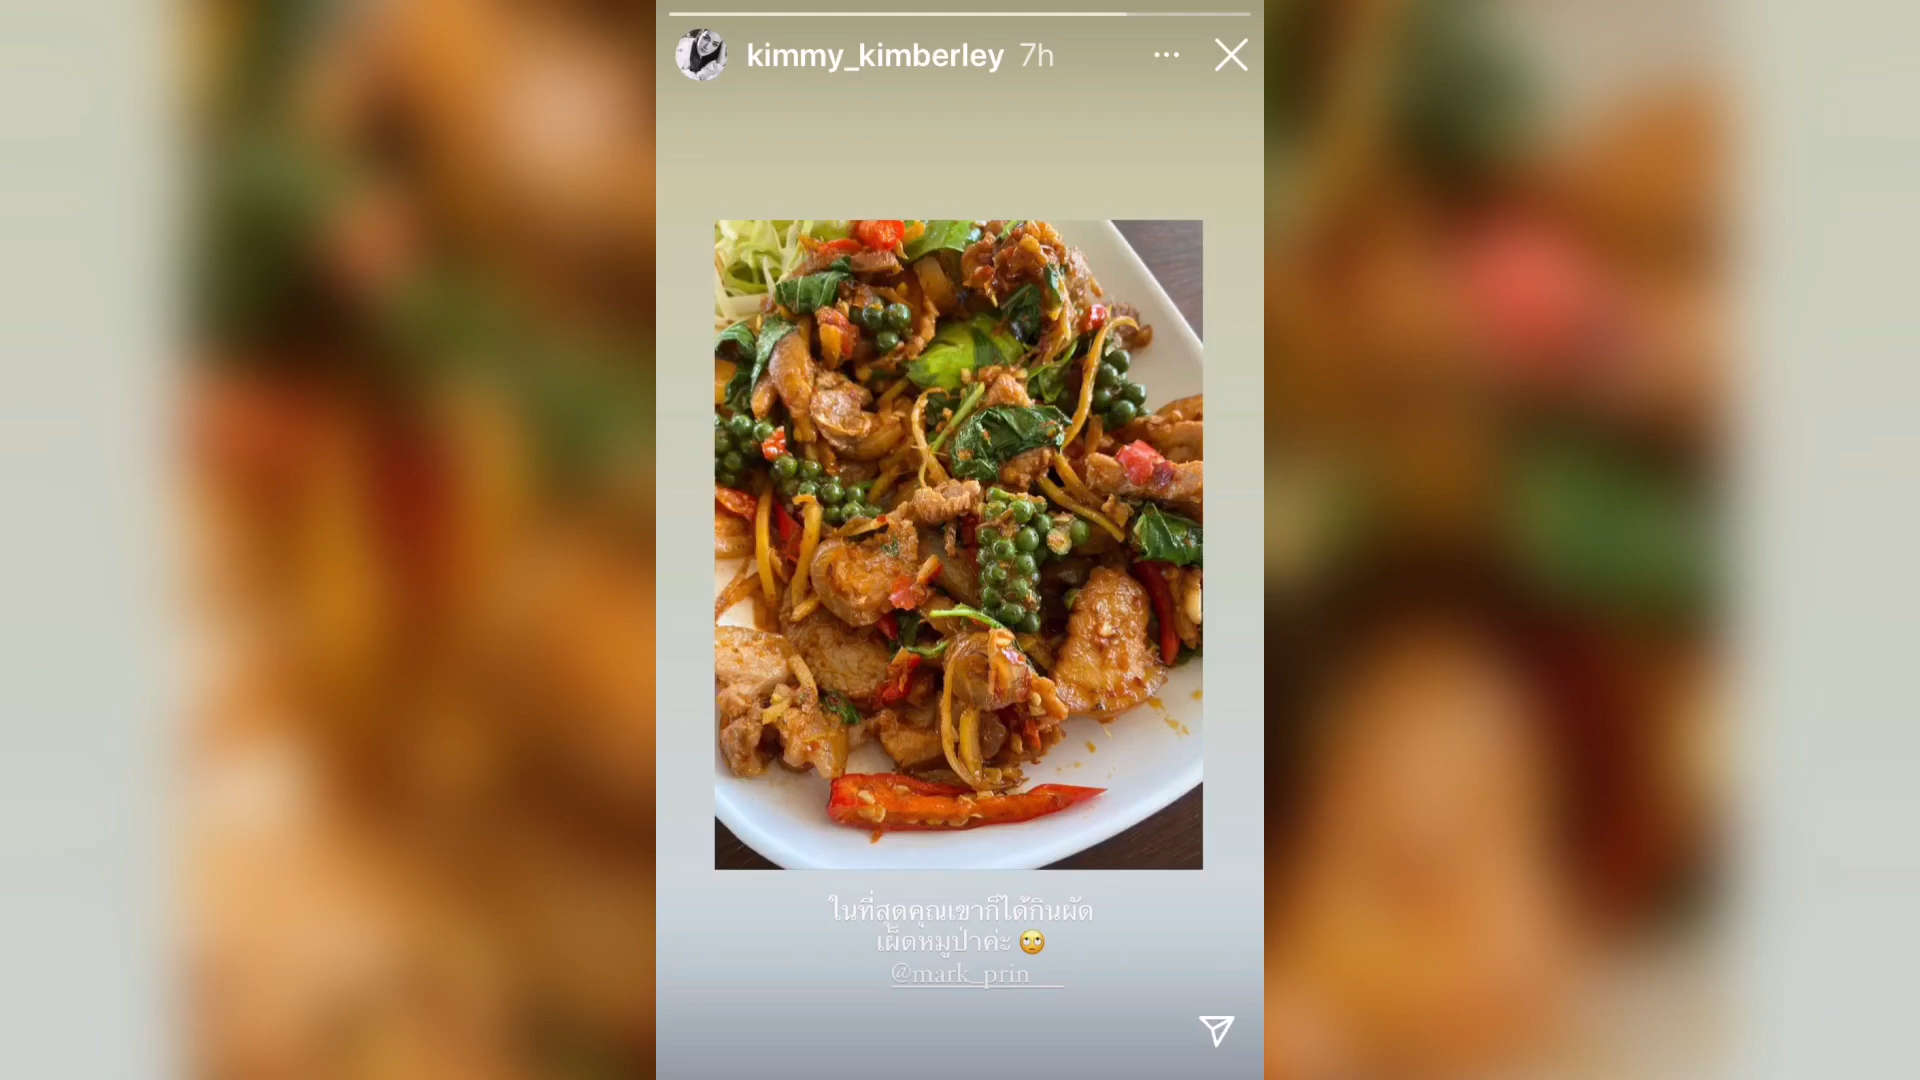 kimmy_kimberley 7h
ในที่สุดคุณเขาก็ได้กินผัด
เผ็ดหมูป่าค่ะ 🙄
@mark_prin__